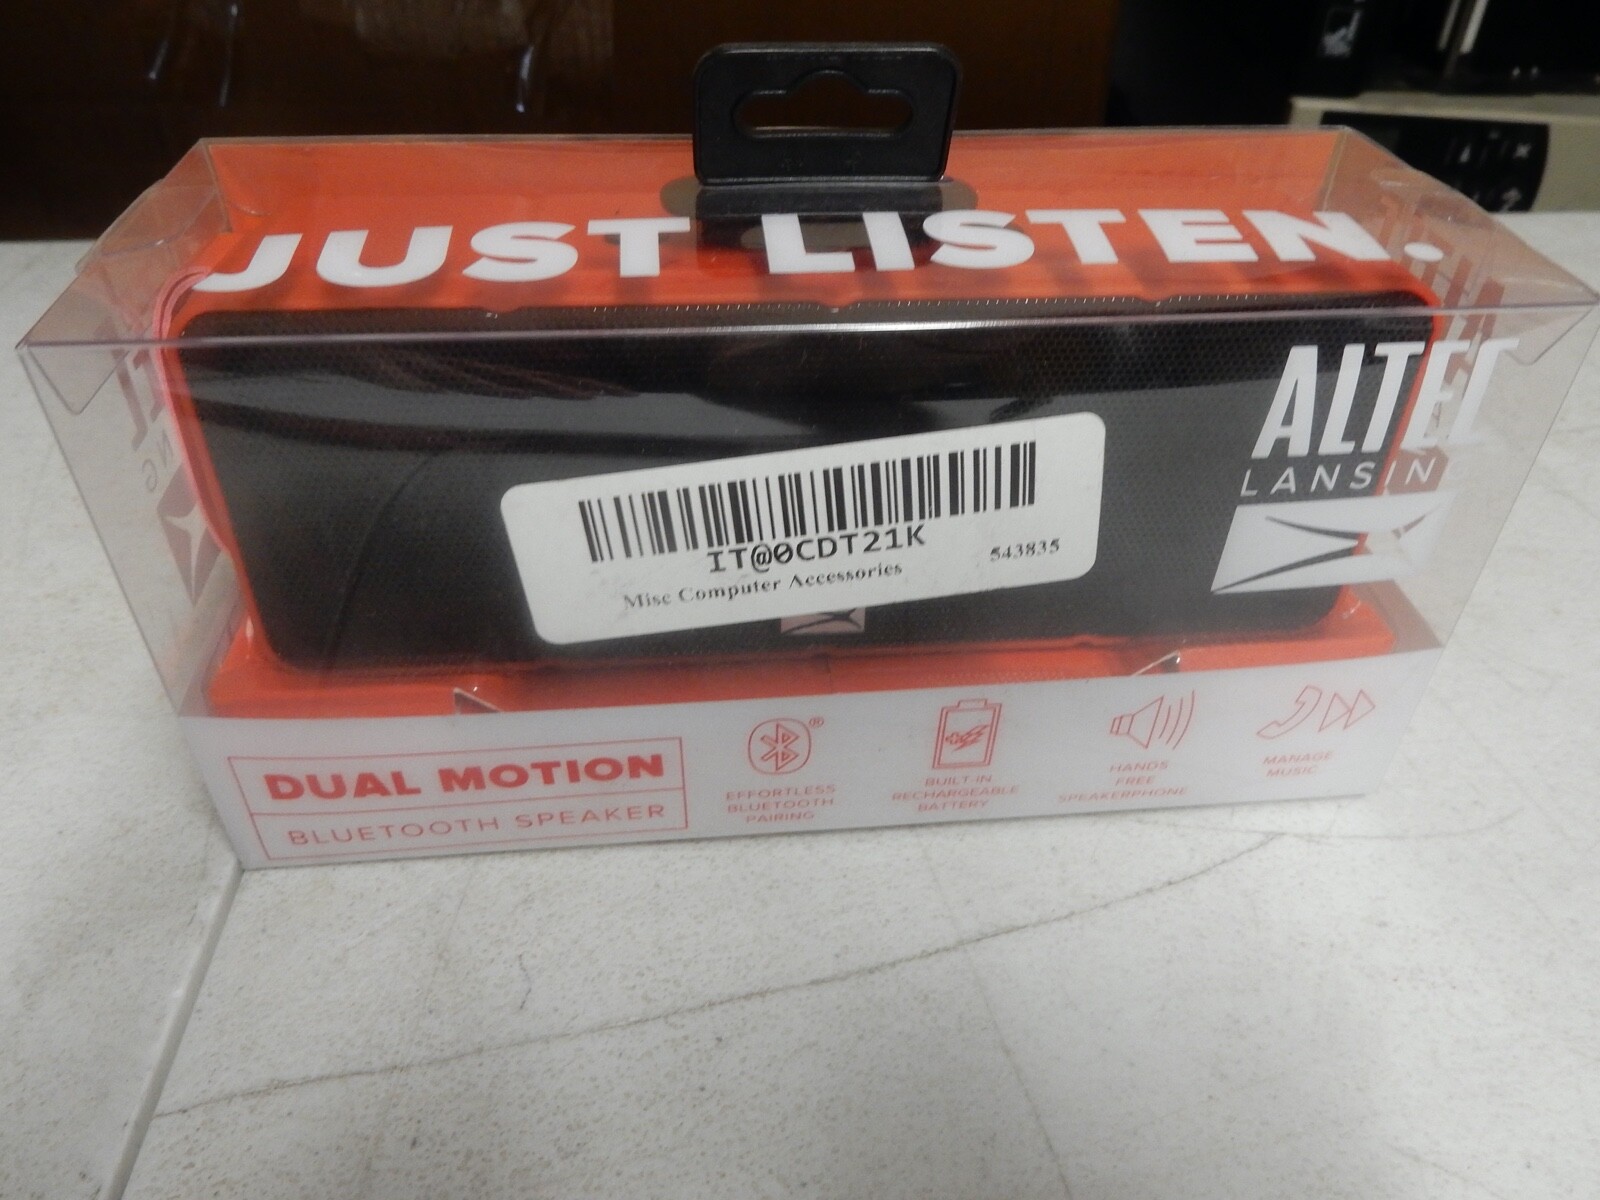 JUST LISTEN.
ALTEC
LANSING
IT@0CDT21K
Misc Computer Accessories
543835
DUAL MOTION
BLUETOOTH SPEAKER
®
EFFORTLESS
BLUETOOTH
PAIRING
BUILT-IN
RECHARGEABLE
BATTERY
HANDS
FREE
SPEAKERPHONE
MANAGE
MUSIC